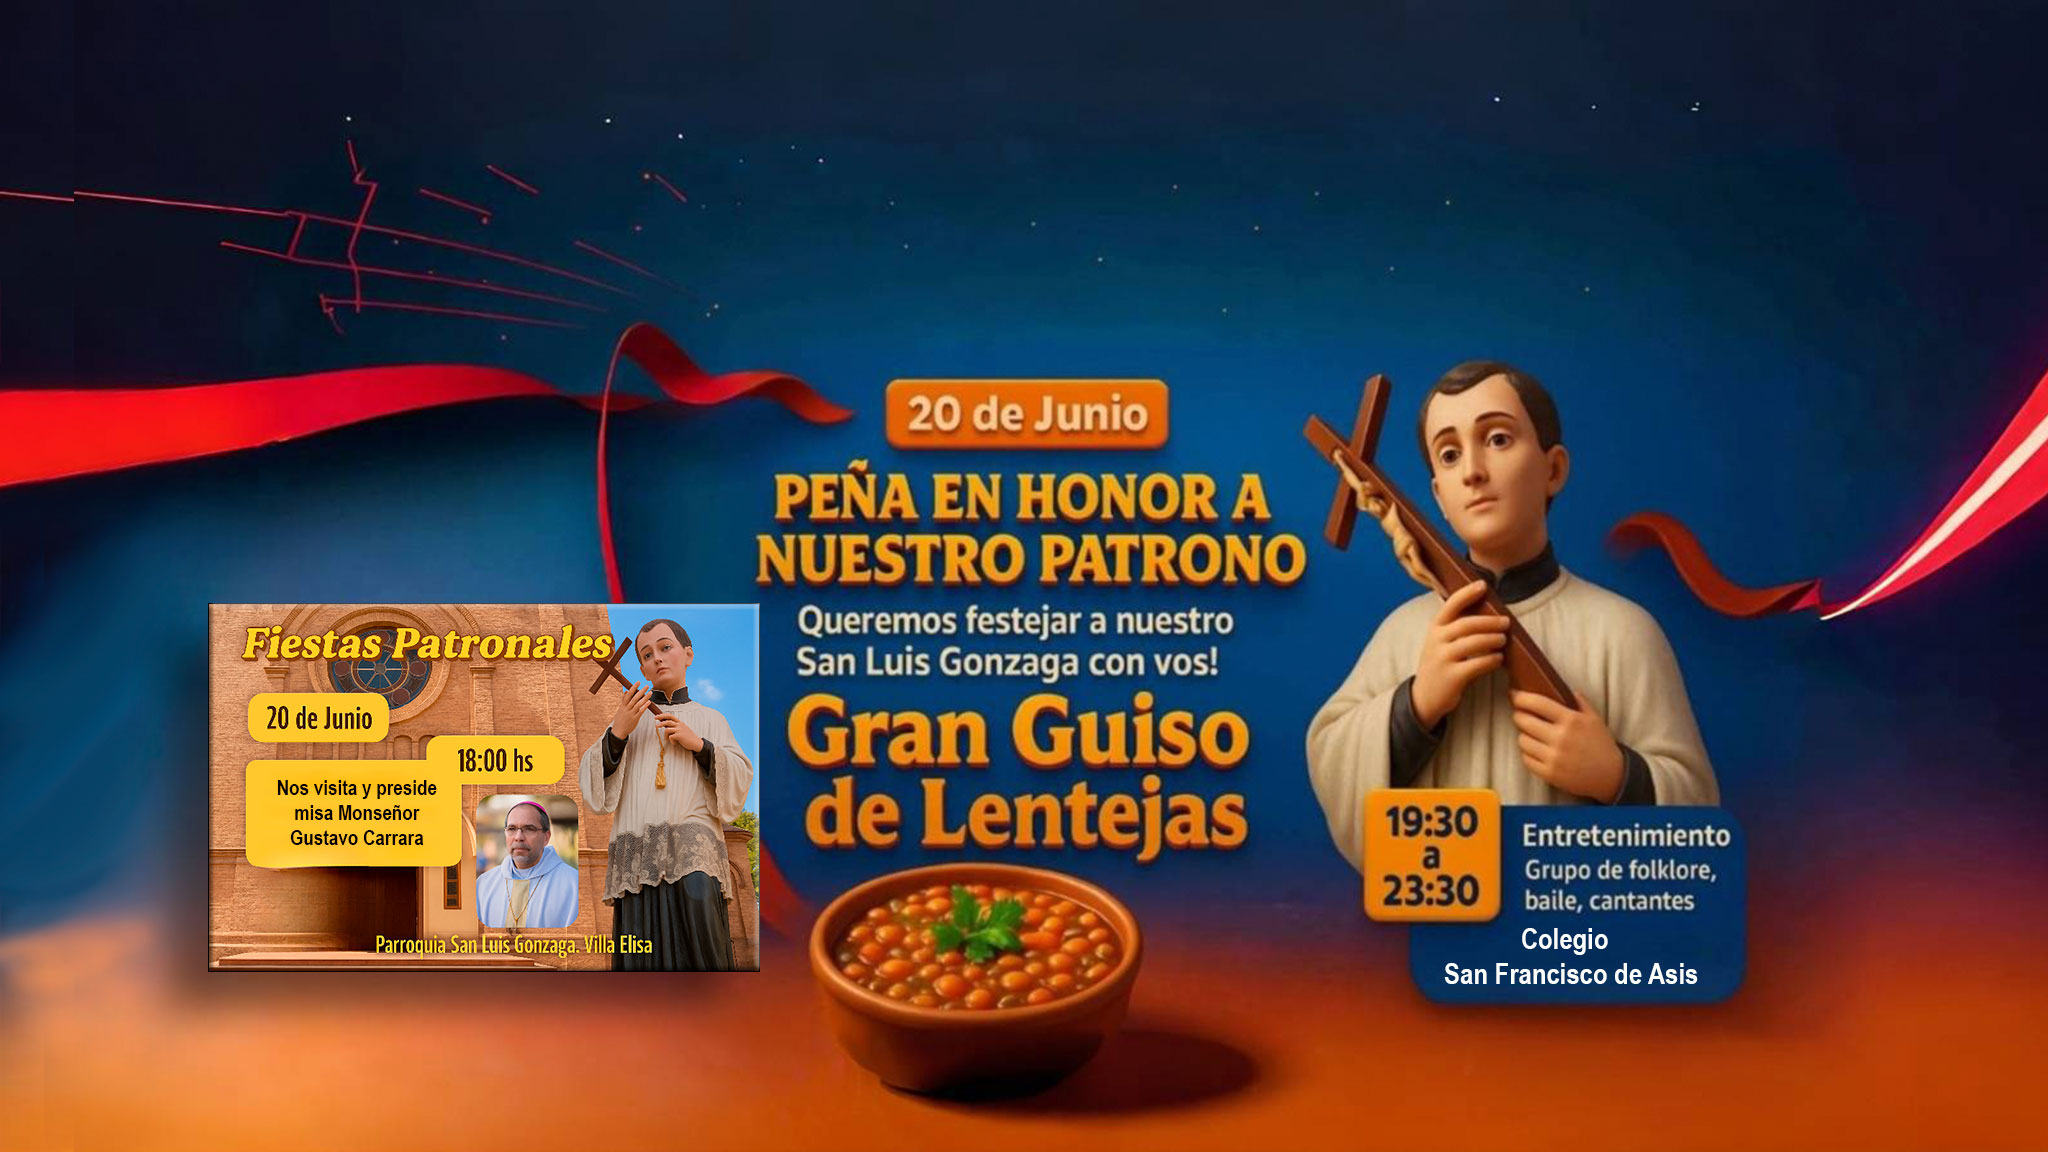 20 de Junio
PEÑA EN HONOR A
NUESTRO PATRONO
Queremos festejar a nuestro
San Luis Gonzaga con vos!
Gran Guiso
de Lentejas
19:30
a
23:30
Entretenimiento
Grupo de folklore,
baile, cantantes
Colegio
San Francisco de Asis
Fiestas Patronales
20 de Junio
18:00 hs
Nos visita y preside
misa Monseñor
Gustavo Carrara
Parroquia San Luis Gonzaga. Villa Elisa